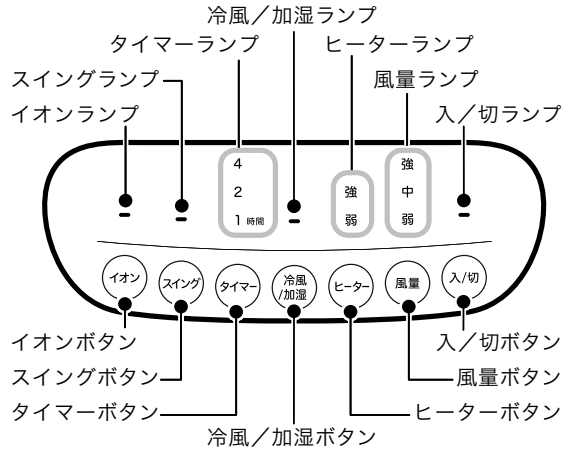 冷風／加湿ランプ
タイマーランプ
ヒーターランプ
スイングランプ
風量ランプ
イオンランプ
入／切ランプ
4
2
1 時間
強
弱
強
中
弱
イオン
スイング
タイマー
冷風
/加湿
ヒーター
風量
入/切
イオンボタン
入／切ボタン
スイングボタン
風量ボタン
タイマーボタン
ヒーターボタン
冷風／加湿ボタン